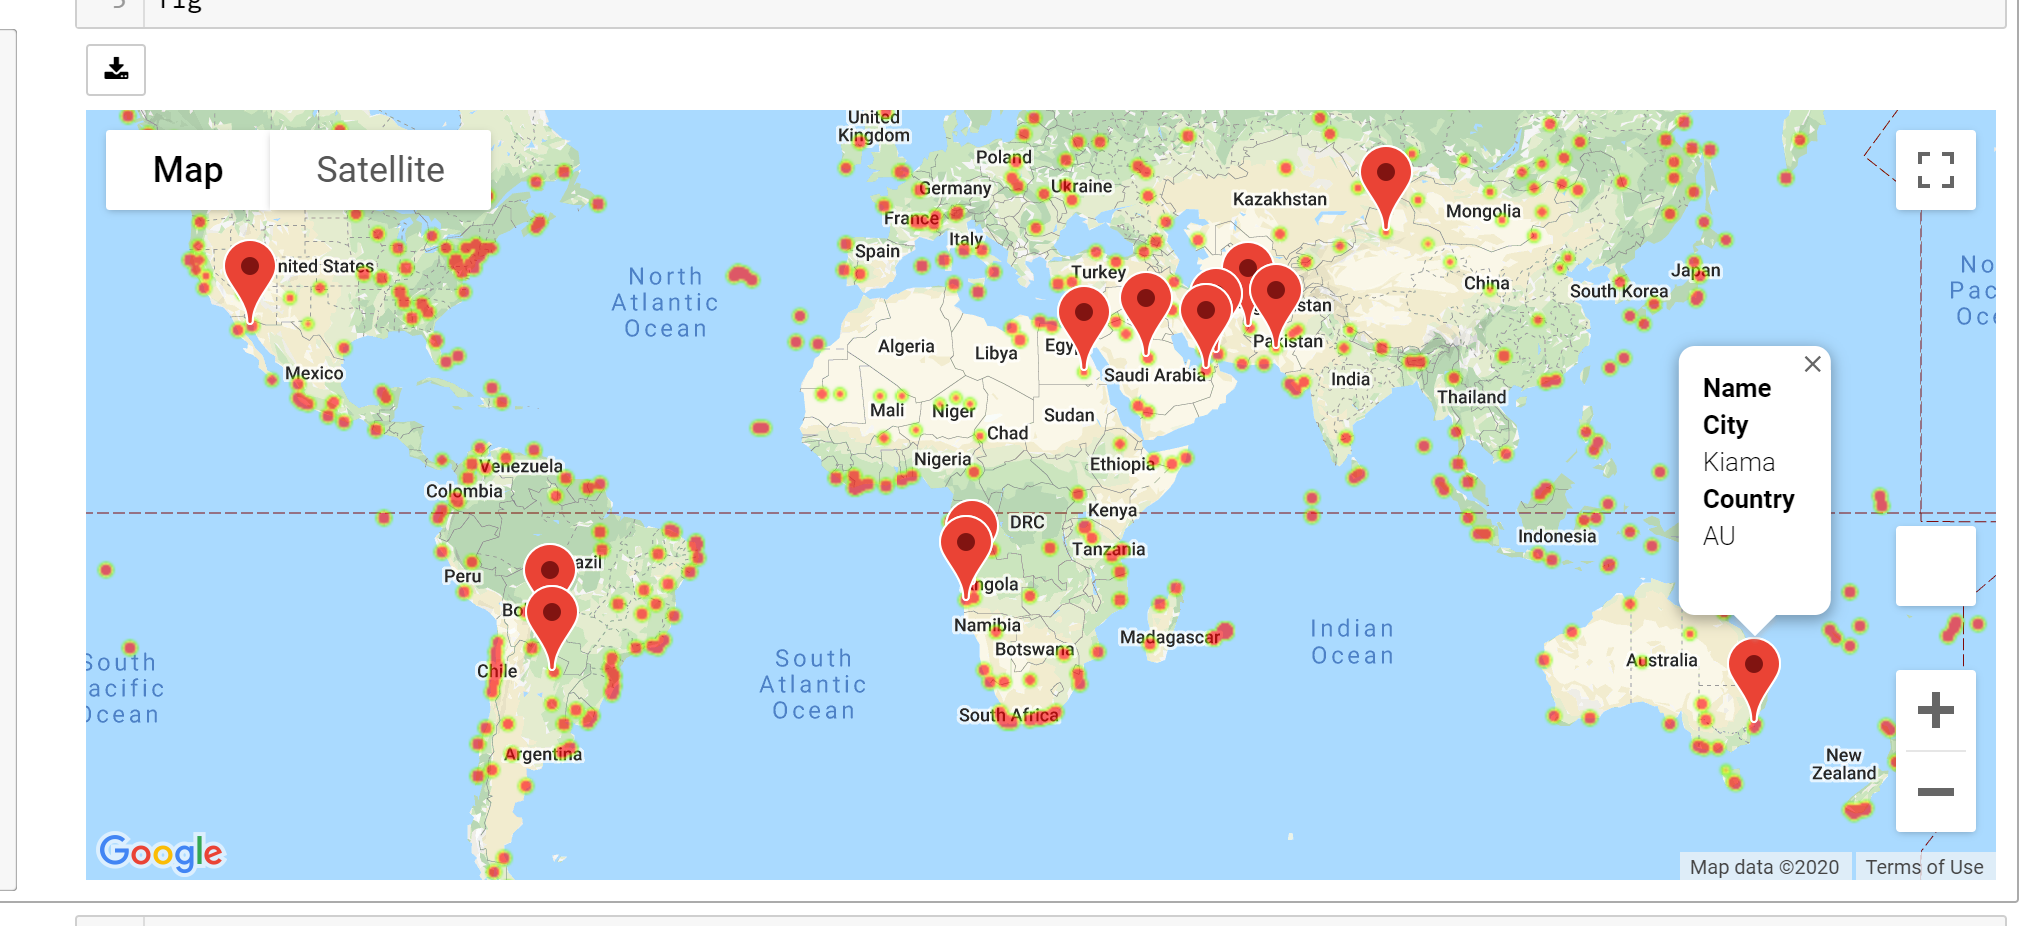 5
fig
Map
Satellite
United
Kingdom
Poland
Germany
Ukraine
France
Kazakhstan
Mongolia
Italy
Spain
nited States
North
Atlantic
Ocean
Turkey
China
Japan
South Korea
No
Pac
Oce
Algeria
Libya
Egy
stan
Pakistan
Mexico
Saudi Arabia
India
Thailand
Mali
Niger
Sudan
Chad
Name
City
Kiama
Country
AU
Venezuela
Nigeria
Ethiopia
Colombia
DRC
Kenya
Tanzania
Indonesia
Peru
azil
ngola
Bo
Namibia
Botswana
Madagascar
Indian
Ocean
South
acific
Ocean
Chile
South
Atlantic
Ocean
Australia
South Africa
Argentina
New
Zealand
Google
Map data ©2020
Terms of Use